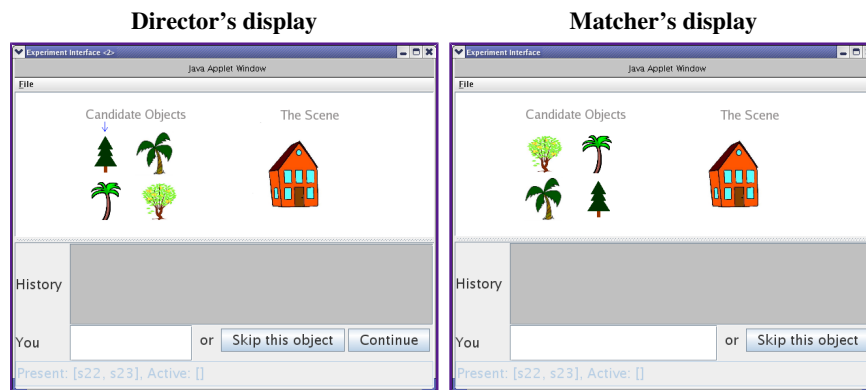 Director's display
Experiment Interface <2>
Java Applet Window
File
Candidate Objects
The Scene
History
You
or
Skip this object
Continue
Present: [s22, s23], Active: []
Matcher's display
Experiment Interface
Java Applet Window
File
Candidate Objects
The Scene
History
You
or
Skip this object
Present: [s22, s23], Active: []